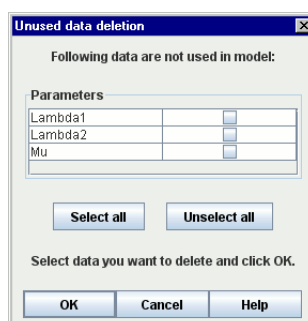 Unused data deletion
Following data are not used in model:
Parameters
Lambda1
Lambda2
Mu
Select all Unselect all
Select data you want to delete and click OK.
OK Cancel Help